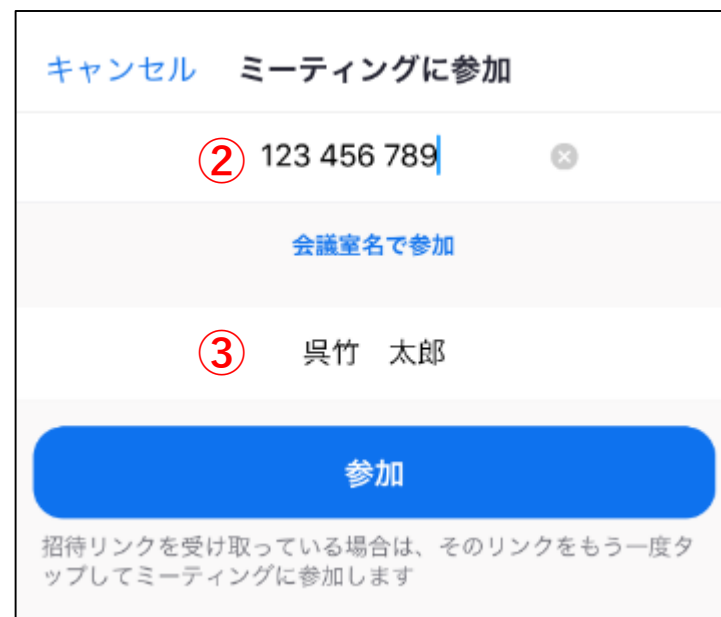 キャンセル ミーティングに参加
② 123 456 789
会議室名で参加
③ 呉竹 太郎
参加
招待リンクを受け取っている場合は、そのリンクをもう一度タ
ップしてミーティングに参加します